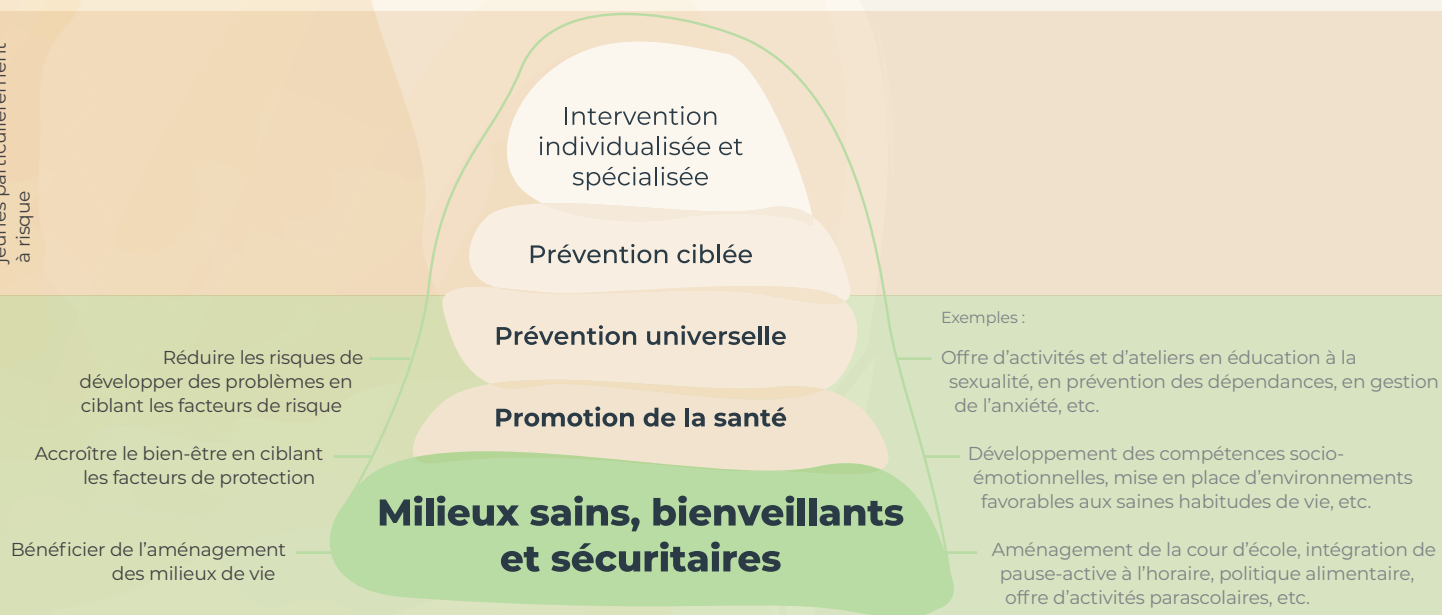 à risque
Intervention
individualisée et
spécialisée
Prévention ciblée
Prévention universelle
Promotion de la santé
Milieux sains, bienveillants
et sécuritaires
Réduire les risques de
développer des problèmes en
ciblant les facteurs de risque
Accroître le bien-être en ciblant
les facteurs de protection
Bénéficier de l'aménagement
des milieux de vie
Exemples :
Offre d'activités et d'ateliers en éducation à la
sexualité, en prévention des dépendances, en gestion
de l'anxiété, etc.
Développement des compétences socio-
émotionnelles, mise en place d'environnements
favorables aux saines habitudes de vie, etc.
Aménagement de la cour d'école, intégration de
pause-active à l'horaire, politique alimentaire,
offre d'activités parascolaires, etc.